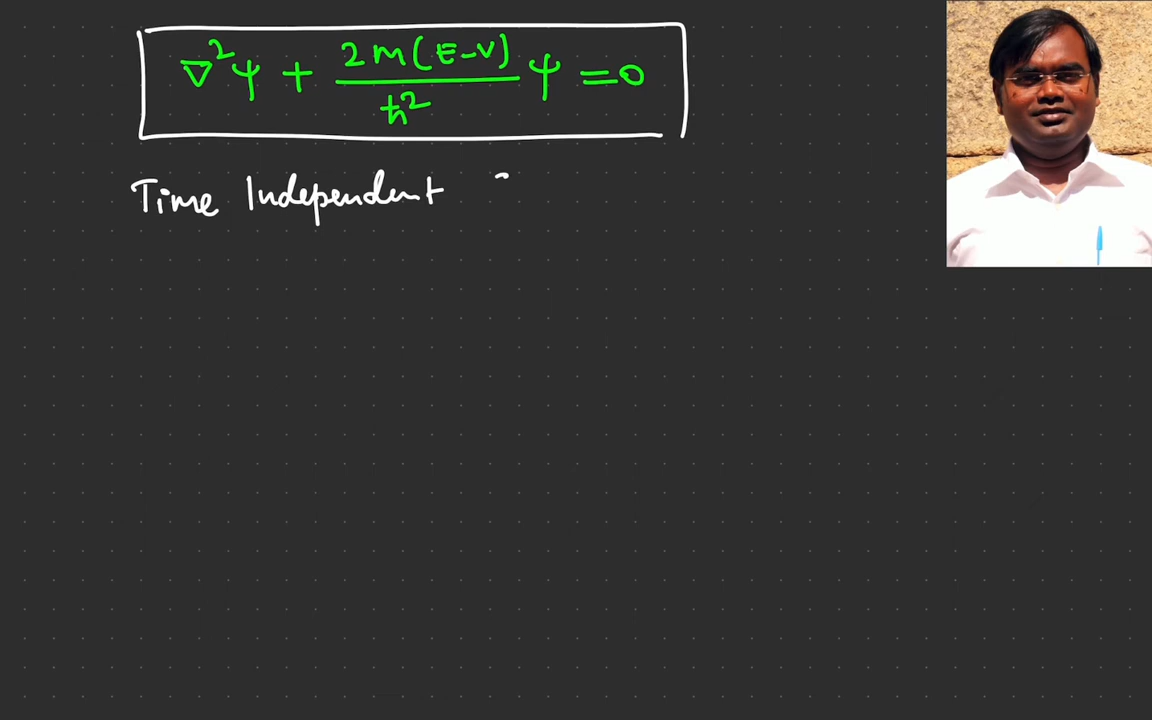 ∇²ψ + 2m(E-V)/ħ² ψ = 0
Time Independent